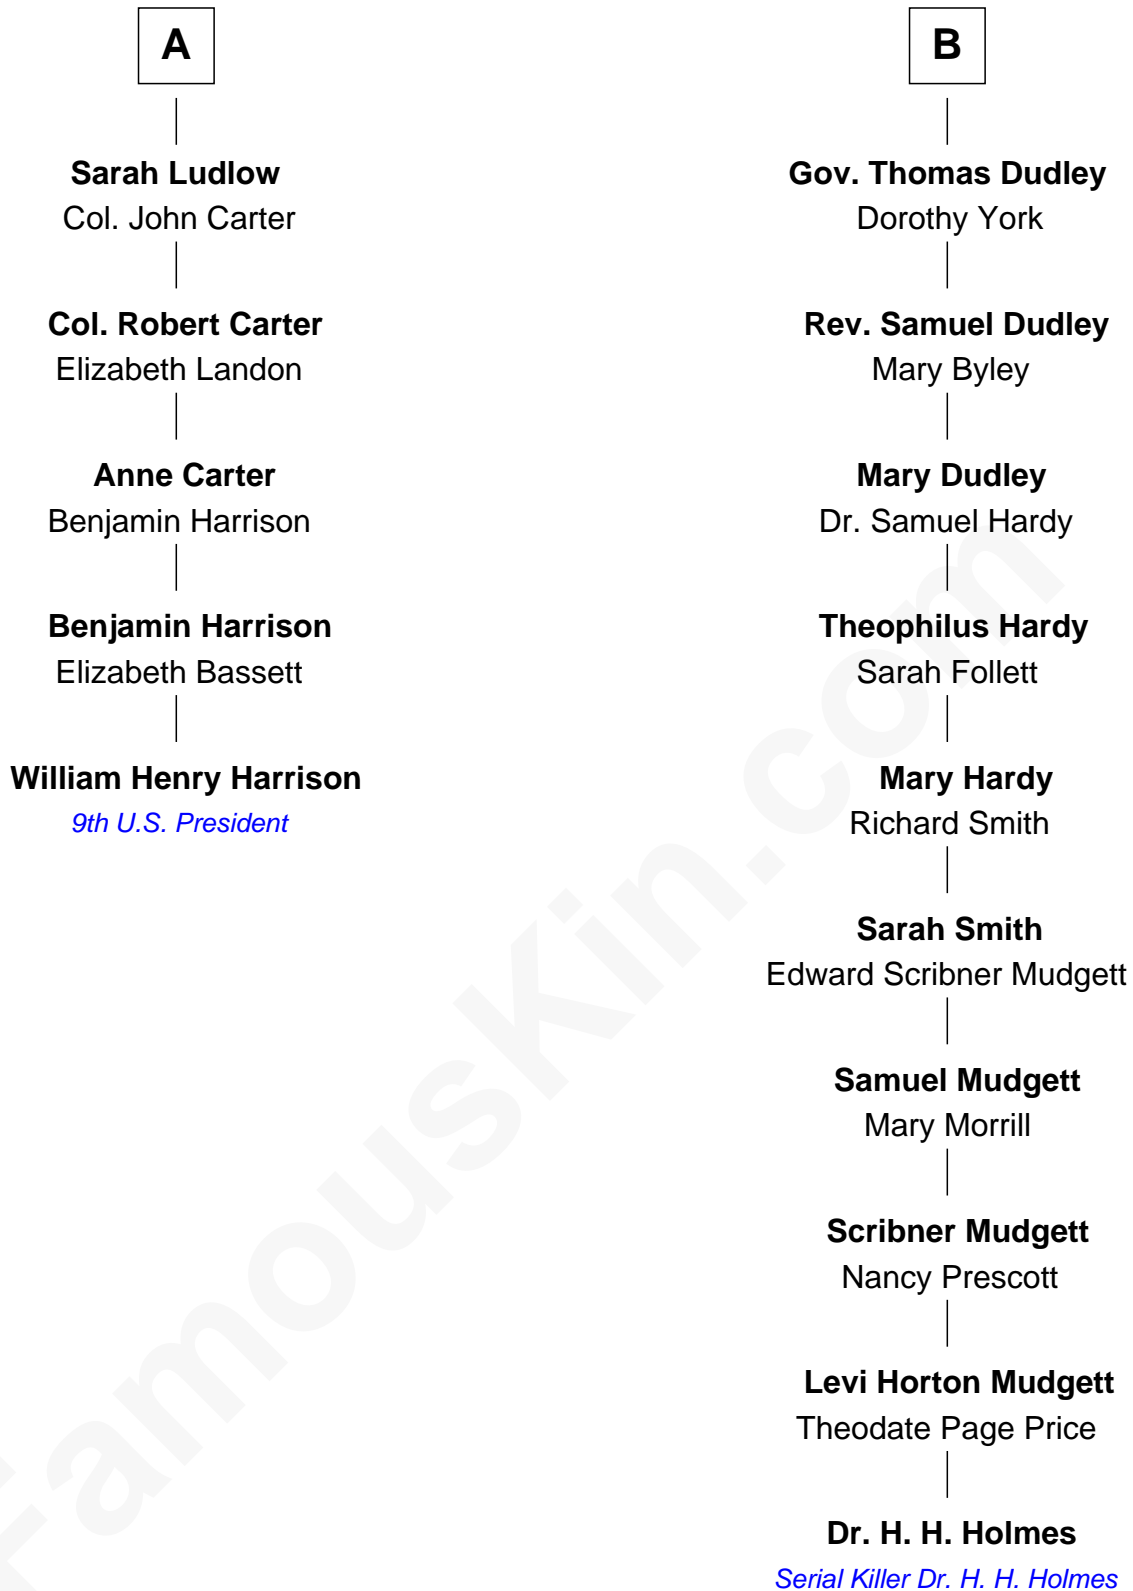 A
Sarah Ludlow
Col. John Carter
Col. Robert Carter
Elizabeth Landon
Anne Carter
Benjamin Harrison
Benjamin Harrison
Elizabeth Bassett
William Henry Harrison
9th U.S. President
B
Gov. Thomas Dudley
Dorothy York
Rev. Samuel Dudley
Mary Byley
Mary Dudley
Dr. Samuel Hardy
Theophilus Hardy
Sarah Follett
Mary Hardy
Richard Smith
Sarah Smith
Edward Scribner Mudgett
Samuel Mudgett
Mary Morrill
Scribner Mudgett
Nancy Prescott
Levi Horton Mudgett
Theodate Page Price
Dr. H. H. Holmes
Serial Killer Dr. H. H. Holmes
FamousKin.com